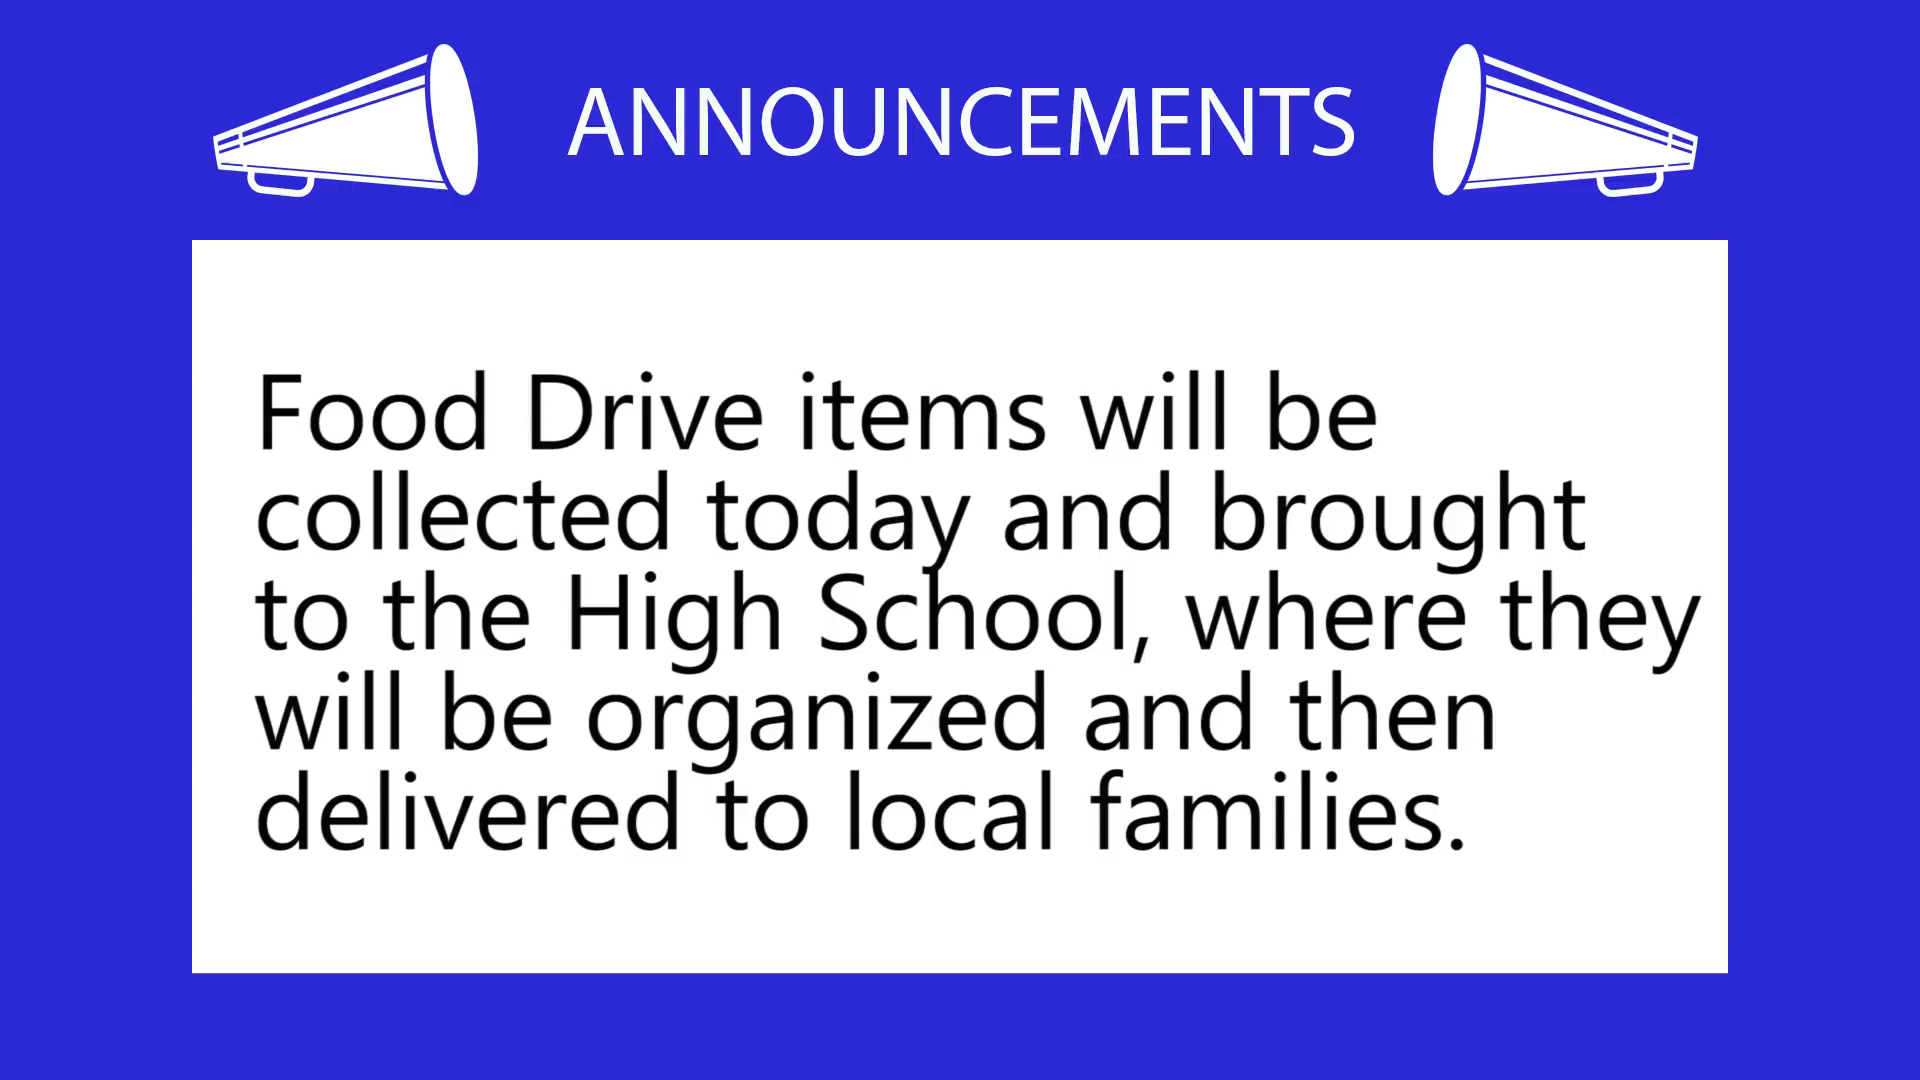 ANNOUNCEMENTS
Food Drive items will be
collected today and brought
to the High School, where they
will be organized and then
delivered to local families.